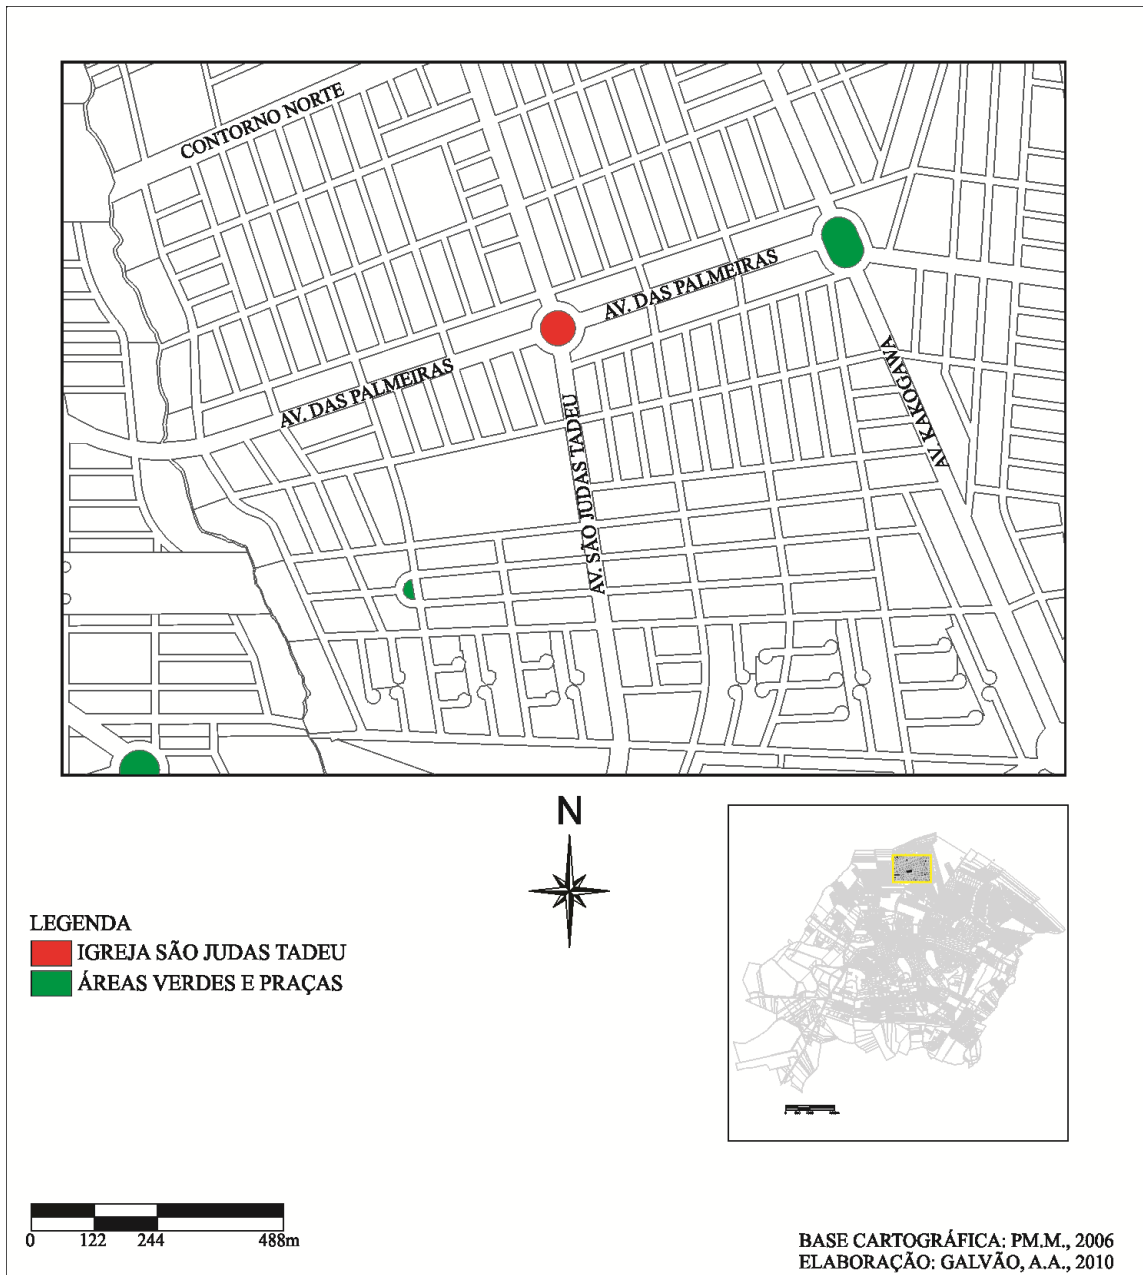 CONTORNO NORTE
AV. DAS PALMEIRAS
AV. DAS PALMEIRAS
AV. KAKOGAWA
AV. SÃO JUDAS TADEU
N
LEGENDA
IGREJA SÃO JUDAS TADEU
ÁREAS VERDES E PRAÇAS
0 122 244 488m
BASE CARTOGRÁFICA: PM.M., 2006
ELABORAÇÃO: GALVÃO, A.A., 2010